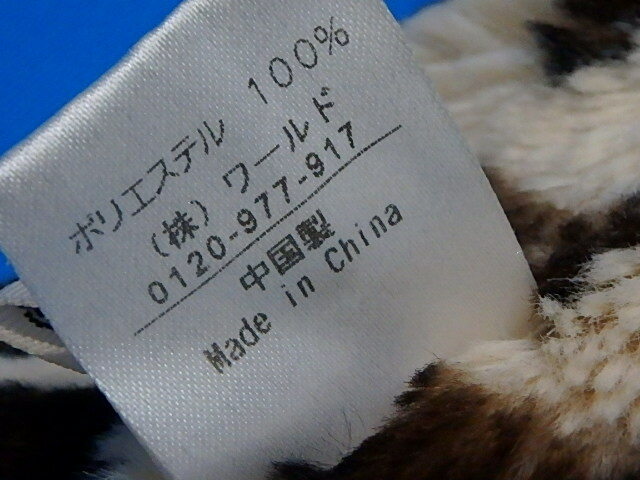 ポリエステル 100%
（株）ワールド
0120-977-917
中国製
Made in China